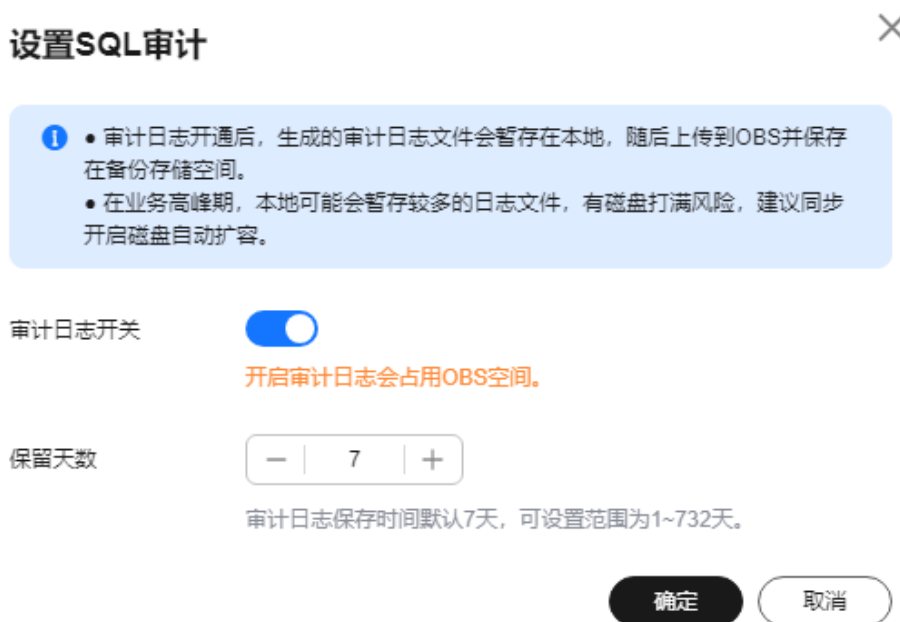 设置SQL审计
● 审计日志开通后，生成的审计日志文件会暂存在本地，随后上传到OBS并保存
在备份存储空间。
● 在业务高峰期，本地可能会暂存较多的日志文件，有磁盘打满风险，建议同步
开启磁盘自动扩容。
审计日志开关
开启审计日志会占用OBS空间。
保留天数
7
审计日志保存时间默认7天，可设置范围为1~732天。
确定 取消